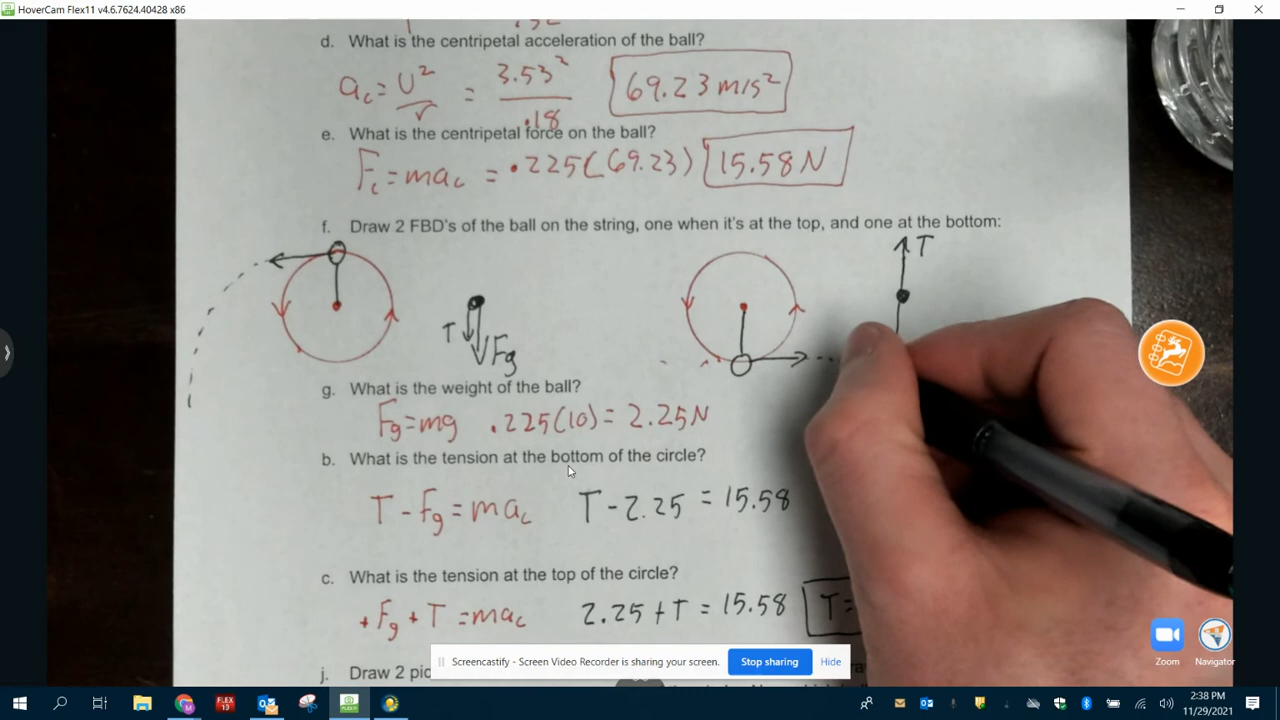 HoverCam Flex11 v4.6.7624.40428 x86
d. What is the centripetal acceleration of the ball?
ac = v²/r = 3.53²/.18 69.23 m/s²
e. What is the centripetal force on the ball?
Fc = mac = .225(69.23) 15.58N
f. Draw 2 FBD's of the ball on the string, one when it's at the top, and one at the bottom:
T
T
Fg
g. What is the weight of the ball?
Fg=mg .225(10) = 2.25N
b. What is the tension at the bottom of the circle?
T - Fg = mac T - 2.25 = 15.58
c. What is the tension at the top of the circle?
+Fg + T = mac 2.25 + T = 15.58 T=
Screencastify - Screen Video Recorder is sharing your screen. Stop sharing Hide
j. Draw 2
Zoom Navigator
FLEX
2:38 PM
11/29/2021